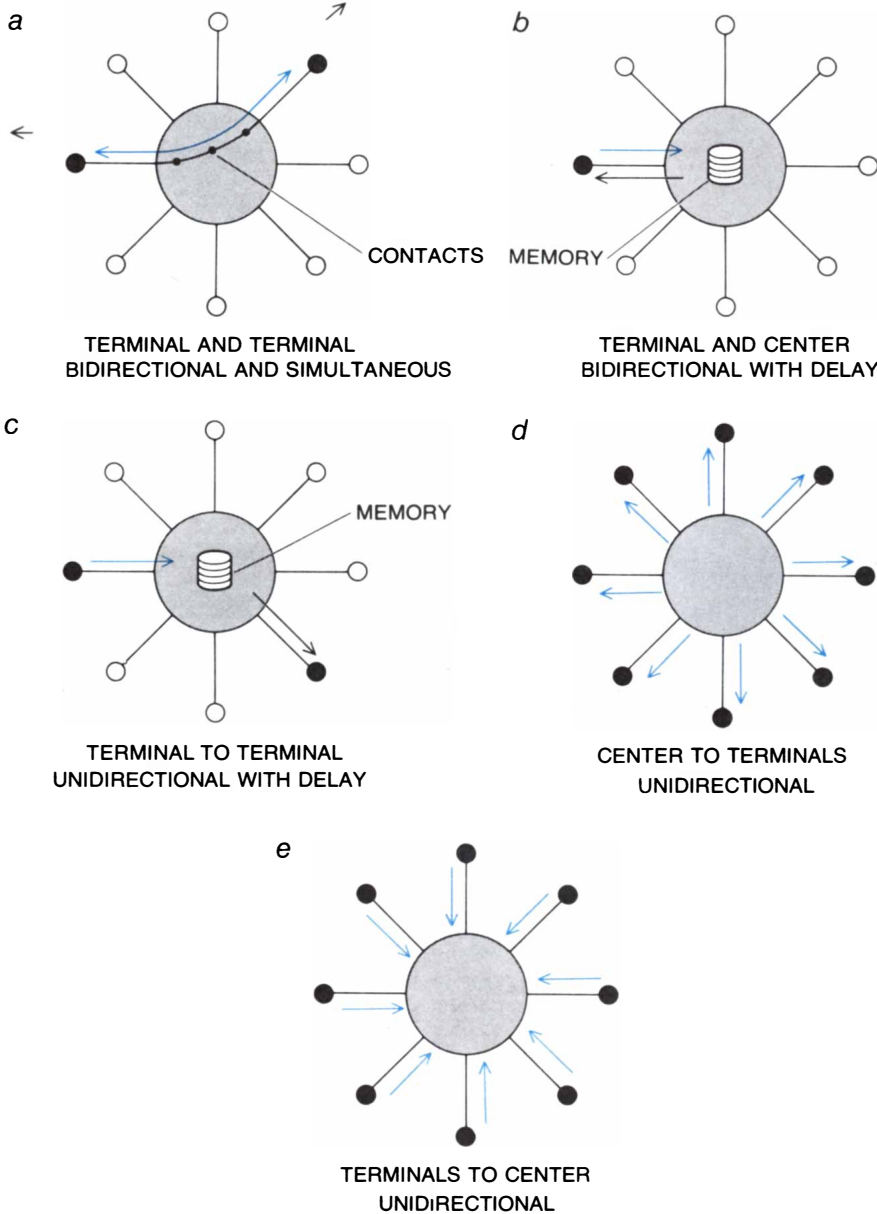 a
b
CONTACTS
MEMORY
TERMINAL AND TERMINAL
BIDIRECTIONAL AND SIMULTANEOUS
TERMINAL AND CENTER
BIDIRECTIONAL WITH DELAY
c
d
MEMORY
TERMINAL TO TERMINAL
UNIDIRECTIONAL WITH DELAY
CENTER TO TERMINALS
UNIDIRECTIONAL
e
TERMINALS TO CENTER
UNIDIRECTIONAL